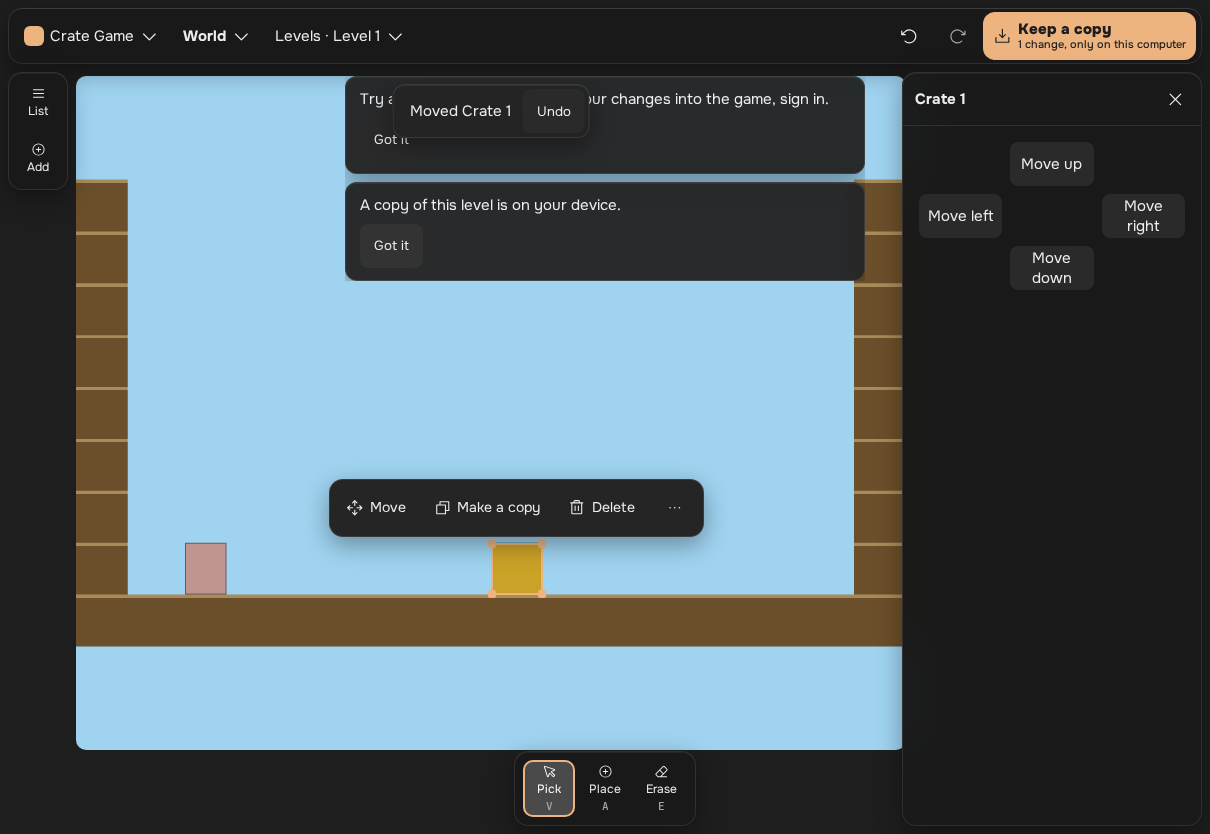 Crate Game
World
Levels · Level 1
Keep a copy
1 change, only on this computer
List
Add
Try
our changes into the game, sign in.
Moved Crate 1
Undo
Got it
A copy of this level is on your device.
Got it
Move
Make a copy
Delete
Crate 1
Move up
Move left
Move
right
Move
down
Pick
V
Place
A
Erase
E